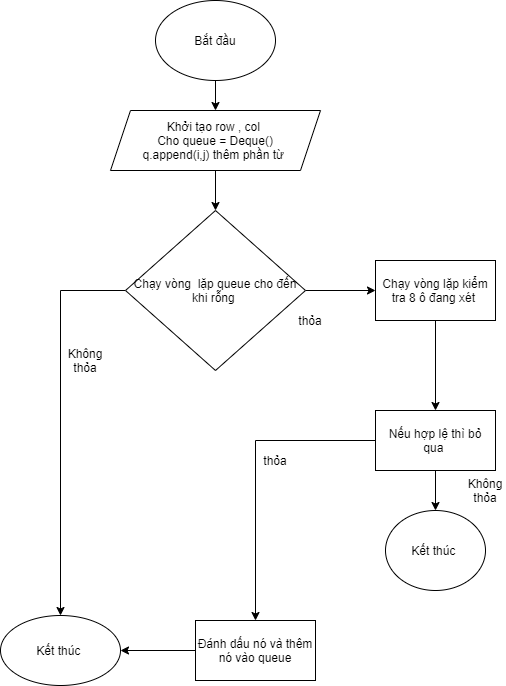 Bắt đầu
Khởi tạo row , col
Cho queue = Deque()
q.append(i,j) thêm phần từ
Chạy vòng lặp queue cho đến
khi rỗng
thỏa
Chạy vòng lặp kiểm
tra 8 ô đang xét
Không
thỏa
Nếu hợp lệ thì bỏ
qua
thỏa
Không
thỏa
Kết thúc
Đánh dấu nó và thêm
nó vào queue
Kết thúc